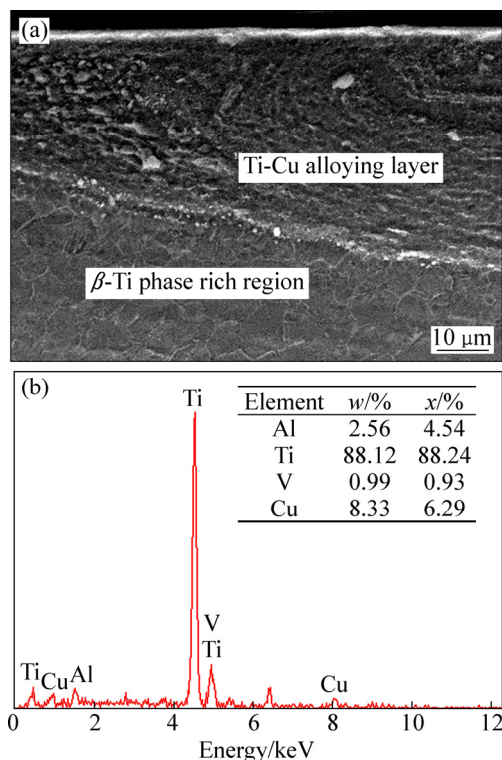 (a)
Ti-Cu alloying layer
β-Ti phase rich region
10 μm
(b)
Ti
Element w/% x/%
Al 2.56 4.54
Ti 88.12 88.24
V 0.99 0.93
Cu 8.33 6.29
V
Ti
Ti Cu Al
Cu
0 2 4 6 8 10 12
Energy/keV